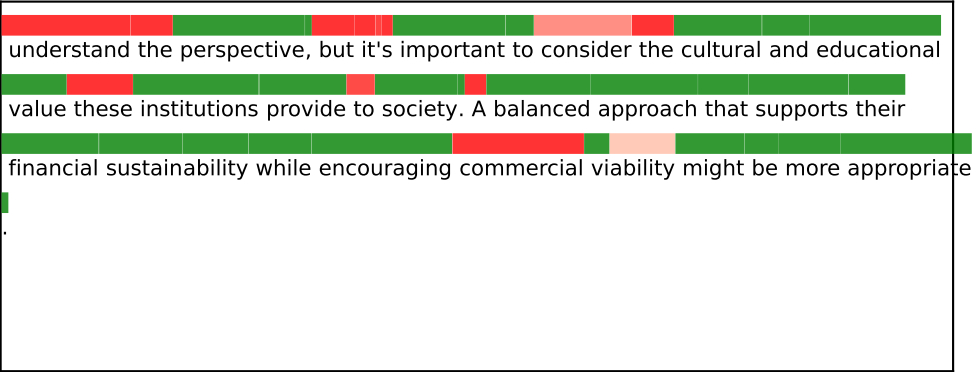 understand the perspective, but it's important to consider the cultural and educational
value these institutions provide to society. A balanced approach that supports their
financial sustainability while encouraging commercial viability might be more appropriate
.